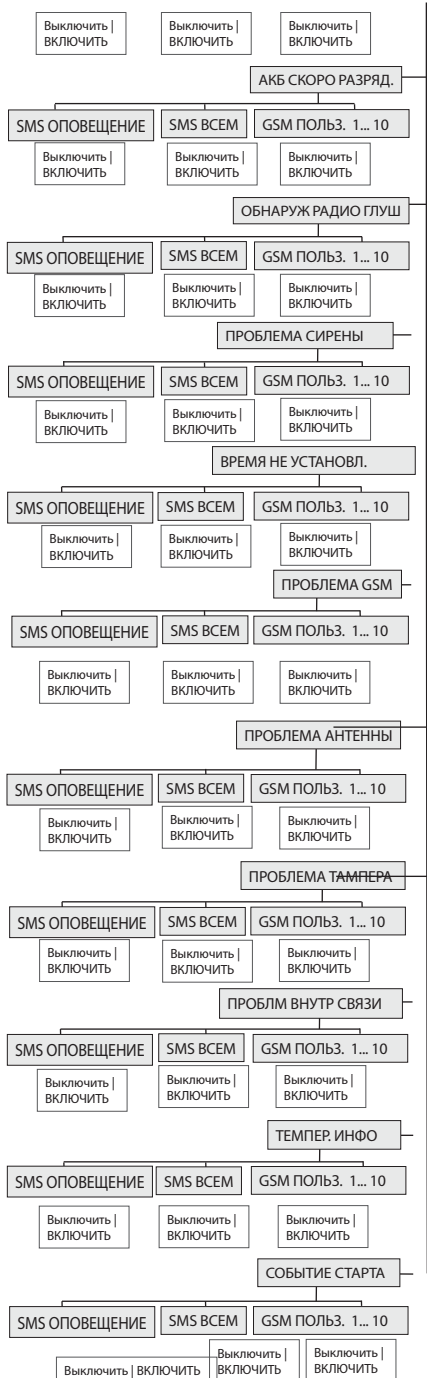 Выключить | Выключить | Выключить |
ВКЛЮЧИТЬ ВКЛЮЧИТЬ ВКЛЮЧИТЬ
АКБ СКОРО РАЗРЯД.
SMS ОПОВЕЩЕНИЕ SMS ВСЕМ GSM ПОЛЬЗ. 1... 10
Выключить | Выключить | Выключить |
ВКЛЮЧИТЬ ВКЛЮЧИТЬ ВКЛЮЧИТЬ
ОБНАРУЖ РАДИО ГЛУШ
SMS ОПОВЕЩЕНИЕ SMS ВСЕМ GSM ПОЛЬЗ. 1... 10
Выключить | Выключить | Выключить |
ВКЛЮЧИТЬ ВКЛЮЧИТЬ ВКЛЮЧИТЬ
ПРОБЛЕМА СИРЕНЫ
SMS ОПОВЕЩЕНИЕ SMS ВСЕМ GSM ПОЛЬЗ. 1... 10
Выключить | Выключить | Выключить |
ВКЛЮЧИТЬ ВКЛЮЧИТЬ ВКЛЮЧИТЬ
ВРЕМЯ НЕ УСТАНОВЛ.
SMS ОПОВЕЩЕНИЕ SMS ВСЕМ GSM ПОЛЬЗ. 1... 10
Выключить | Выключить | Выключить |
ВКЛЮЧИТЬ ВКЛЮЧИТЬ ВКЛЮЧИТЬ
ПРОБЛЕМА GSM
SMS ОПОВЕЩЕНИЕ SMS ВСЕМ GSM ПОЛЬЗ. 1... 10
Выключить | Выключить | Выключить |
ВКЛЮЧИТЬ ВКЛЮЧИТЬ ВКЛЮЧИТЬ
ПРОБЛЕМА АНТЕННЫ
SMS ОПОВЕЩЕНИЕ SMS ВСЕМ GSM ПОЛЬЗ. 1... 10
Выключить | Выключить | Выключить |
ВКЛЮЧИТЬ ВКЛЮЧИТЬ ВКЛЮЧИТЬ
ПРОБЛЕМА ТАМПЕРА
SMS ОПОВЕЩЕНИЕ SMS ВСЕМ GSM ПОЛЬЗ. 1... 10
Выключить | Выключить | Выключить |
ВКЛЮЧИТЬ ВКЛЮЧИТЬ ВКЛЮЧИТЬ
ПРОБЛМ ВНУТР СВЯЗИ
SMS ОПОВЕЩЕНИЕ SMS ВСЕМ GSM ПОЛЬЗ. 1... 10
Выключить | Выключить | Выключить |
ВКЛЮЧИТЬ ВКЛЮЧИТЬ ВКЛЮЧИТЬ
ТЕМПЕР. ИНФО
SMS ОПОВЕЩЕНИЕ SMS ВСЕМ GSM ПОЛЬЗ. 1... 10
Выключить | Выключить | Выключить |
ВКЛЮЧИТЬ ВКЛЮЧИТЬ ВКЛЮЧИТЬ
СОБЫТИЕ СТАРТА
SMS ОПОВЕЩЕНИЕ SMS ВСЕМ GSM ПОЛЬЗ. 1... 10
Выключить | Выключить |
Выключить | ВКЛЮЧИТЬ ВКЛЮЧИТЬ ВКЛЮЧИТЬ